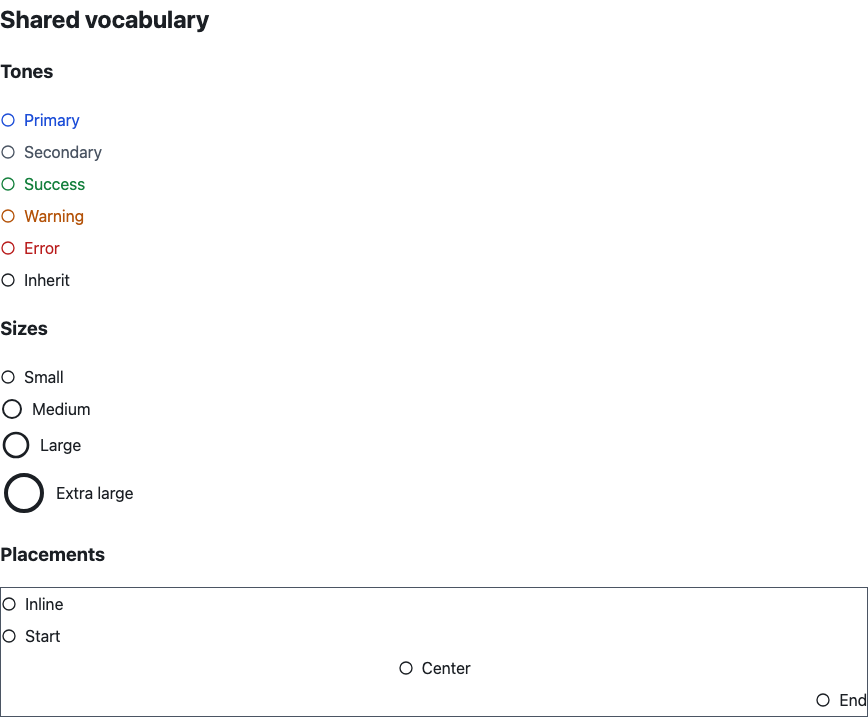 Shared vocabulary
Tones
Primary
Secondary
Success
Warning
Error
Inherit
Sizes
Small
Medium
Large
Extra large
Placements
Inline
Start
Center
End